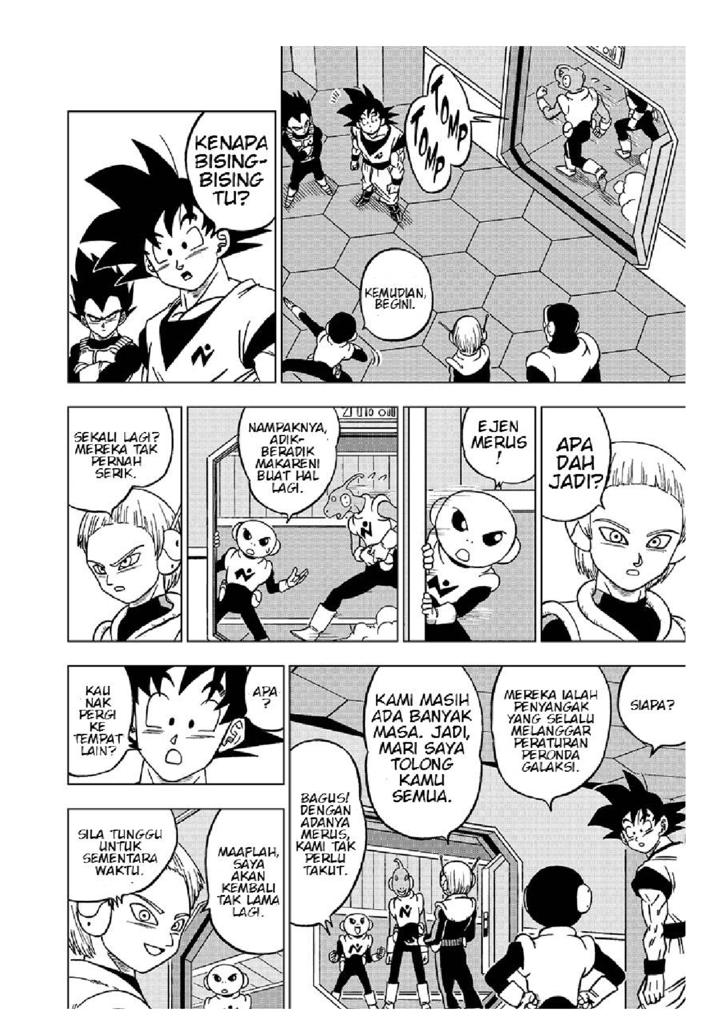 TOMP
TOMP
KEMUDIAN,
BEGINI.
KENAPA
BISING-
BISING
TU?
APA
DAH
JADI?
EJEN
MERUS
!
NAMPAKNYA,
ADIK-
BERADIK
MAKARENI
BUAT HAL
LAGI.
SEKALI LAGI?
MEREKA TAK
PERNAH
SERIK.
SIAPA?
MEREKA IALAH
PENYANGAK
YANG SELALU
MELANGGAR
PERATURAN
PERONDA
GALAKSI.
KAMI MASIH
ADA BANYAK
MASA. JADI,
MARI SAYA
TOLONG
KAMU
SEMUA.
BAGUS!
DENGAN
ADANYA
MERUS,
KAMI TAK
PERLU
TAKUT.
APA
?
KAU
NAK
PERGI
KE
TEMPAT
LAIN?
MAAFLAH,
SAYA
AKAN
KEMBALI
TAK LAMA
LAGI.
SILA TUNGGU
UNTUK
SEMENTARA
WAKTU.